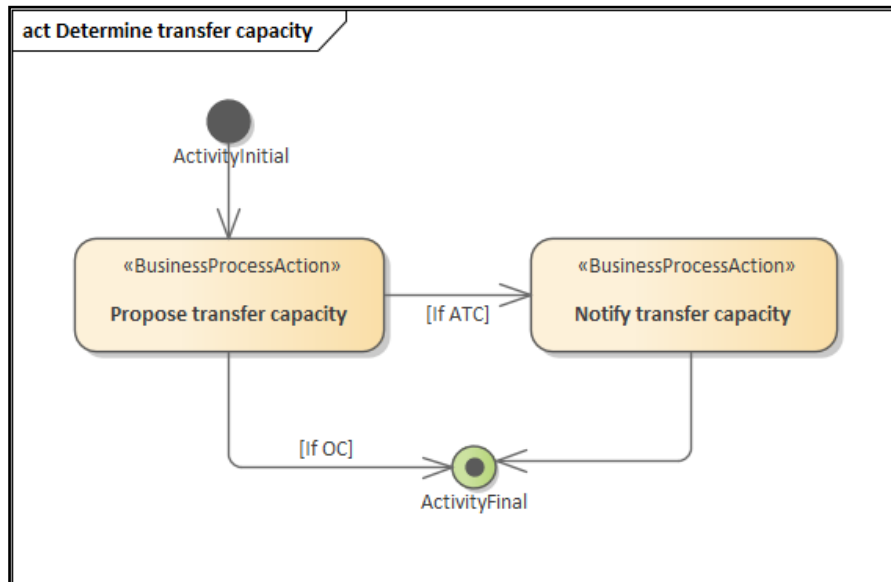 act Determine transfer capacity
ActivityInitial
«BusinessProcessAction»
Propose transfer capacity
[If ATC]
«BusinessProcessAction»
Notify transfer capacity
[If OC]
ActivityFinal